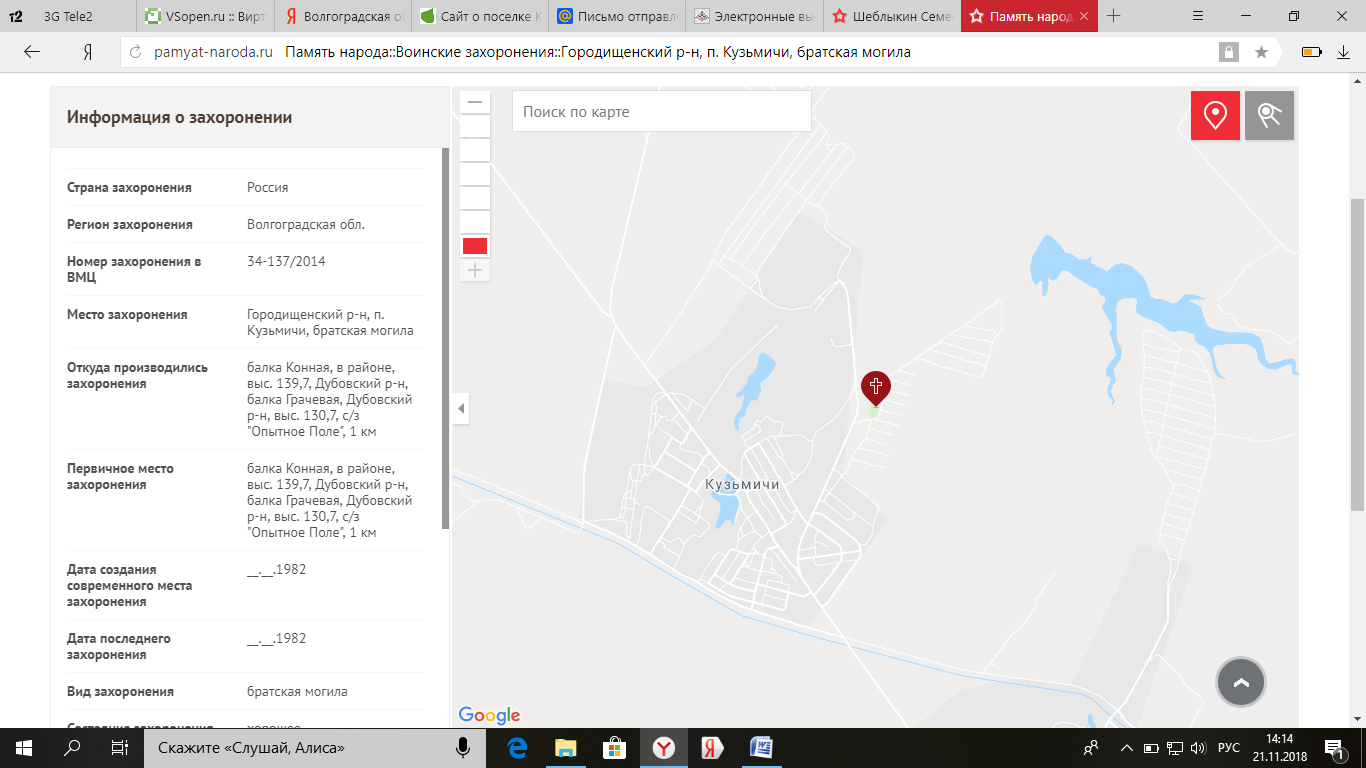 3G Tele2
VSopen.ru :: Вирт
Волгоградская об
Сайт о поселке К
Письмо отправле
Электронные вы
Шеблыкин Семе
Память народ
pamyat-naroda.ru Память народа::Воинские захоронения::Городищенский р-н, п. Кузьмичи, братская могила
Информация о захоронении
Страна захоронения Россия
Регион захоронения Волгоградская обл.
Номер захоронения в 34-137/2014
ВМЦ
Место захоронения Городищенский р-н, п.
Кузьмичи, братская могила
Откуда производились балка Конная, в районе,
захоронения выс. 139,7, Дубовский р-н,
балка Грачевая, Дубовский
р-н, выс. 130,7, с/з
"Опытное Поле", 1 км
Первичное место балка Конная, в районе,
захоронения выс. 139,7, Дубовский р-н,
балка Грачевая, Дубовский
р-н, выс. 130,7, с/з
"Опытное Поле", 1 км
Дата создания __.__.1982
современного места
захоронения
Дата последнего __.__.1982
захоронения
Вид захоронения братская могила
Состояние захоронения хорошее
Поиск по карте
Кузьмичи
Google
Скажите «Слушай, Алиса»
РУС
14:14
21.11.2018
1